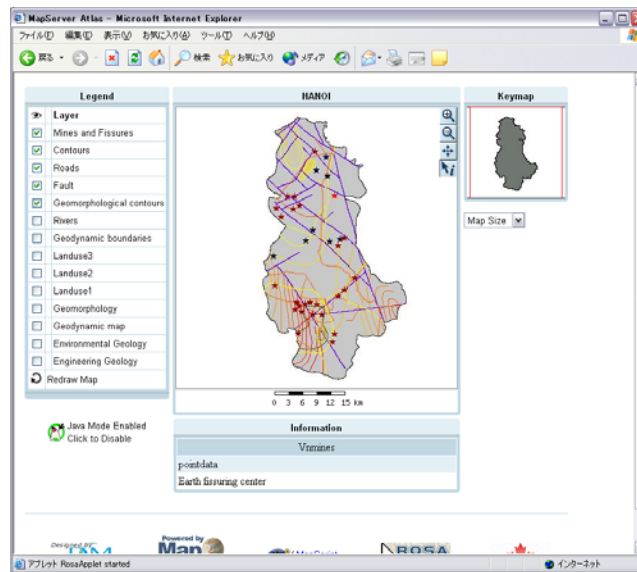 MapServer Atlas - Microsoft Internet Explorer
ファイル(F) 編集(E) 表示(V) お気に入り(A) ツール(T) ヘルプ(H)
戻る 検索 お気に入り メディア
Legend
Layer
Mines and Fissures
Contours
Roads
Fault
Geomorphological contours
Rivers
Geodynamic boundaries
Landuse3
Landuse2
Landuse1
Geomorphology
Geodynamic map
Environmental Geology
Engineering Geology
Redraw Map
Java Mode Enabled
Click to Disable
HANOI
0 3 6 9 12 15 km
Information
Vnmines
pointdata
Earth fissuring center
Keymap
Map Size
Designed BY
Powered by
Map
MapScript
ROSA
アプレット RosaApplet started
インターネット